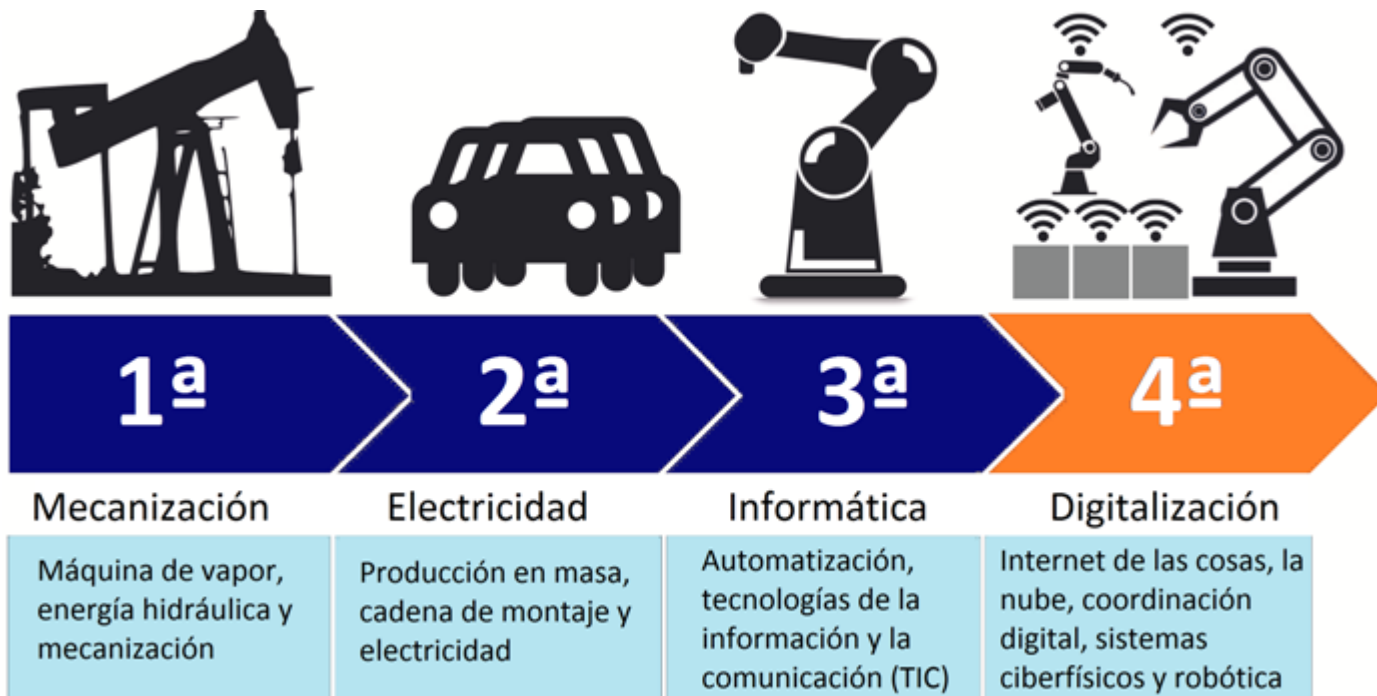 1ª
2ª
3ª
4ª
Mecanización
Electricidad
Informática
Digitalización
Máquina de vapor,
energía hidráulica y
mecanización
Producción en masa,
cadena de montaje y
electricidad
Automatización,
tecnologías de la
información y la
comunicación (TIC)
Internet de las cosas, la
nube, coordinación
digital, sistemas
ciberfísicos y robótica